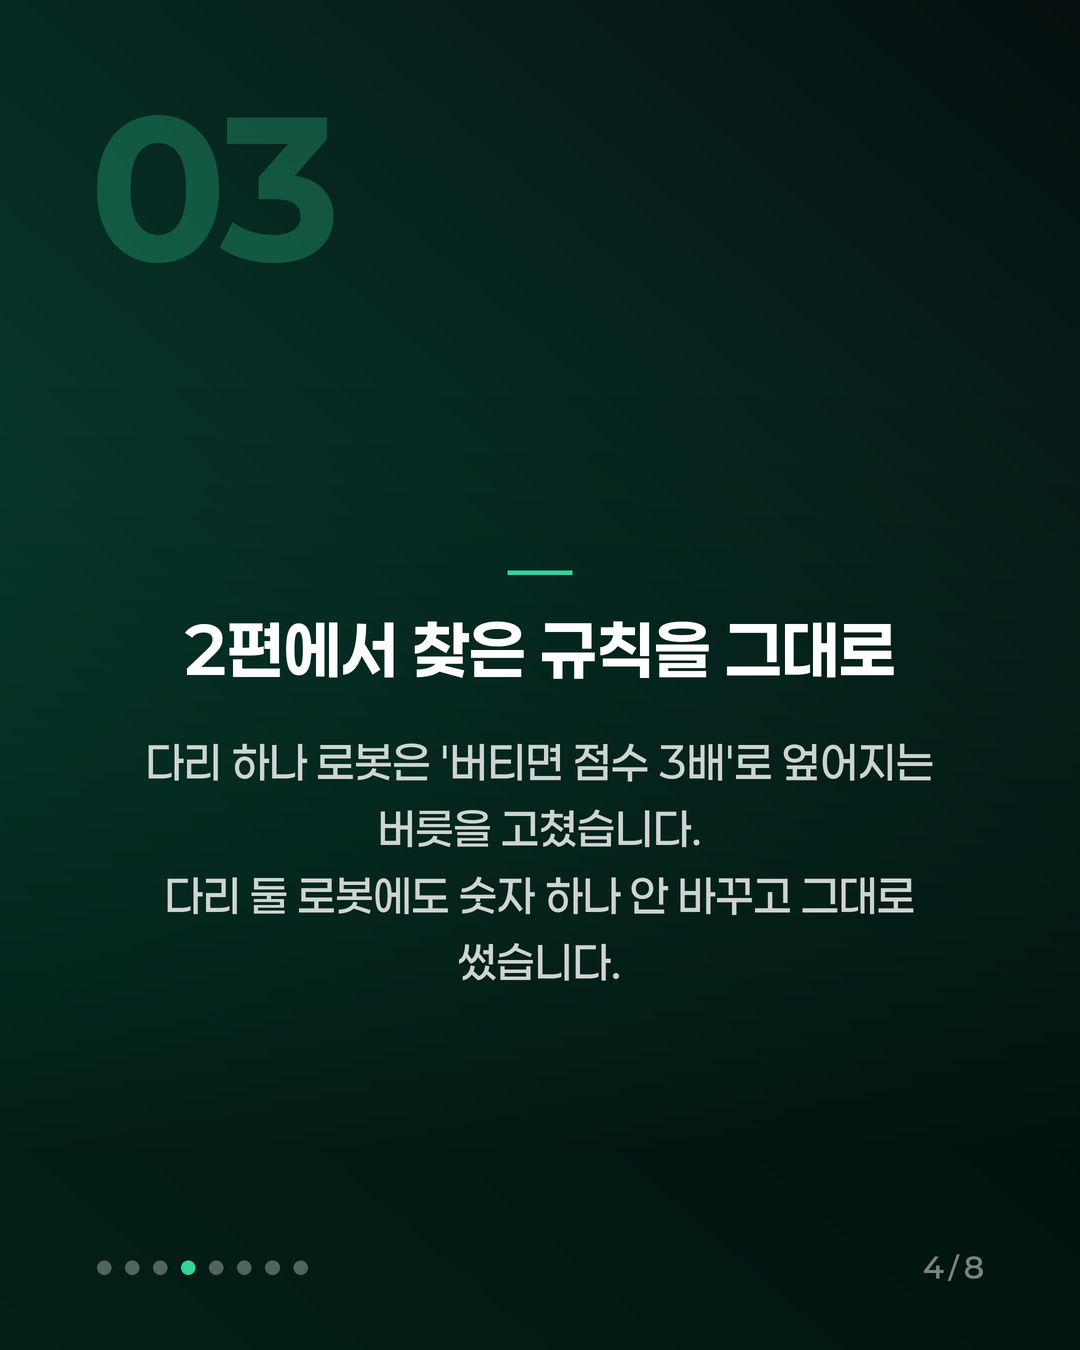 03
2편에서 찾은 규칙을 그대로
다리 하나 로봇은 '버티면 점수 3배'로 엎어지는
버릇을 고쳤습니다.
다리 둘 로봇에도 숫자 하나 안 바꾸고 그대로
썼습니다.
4/8